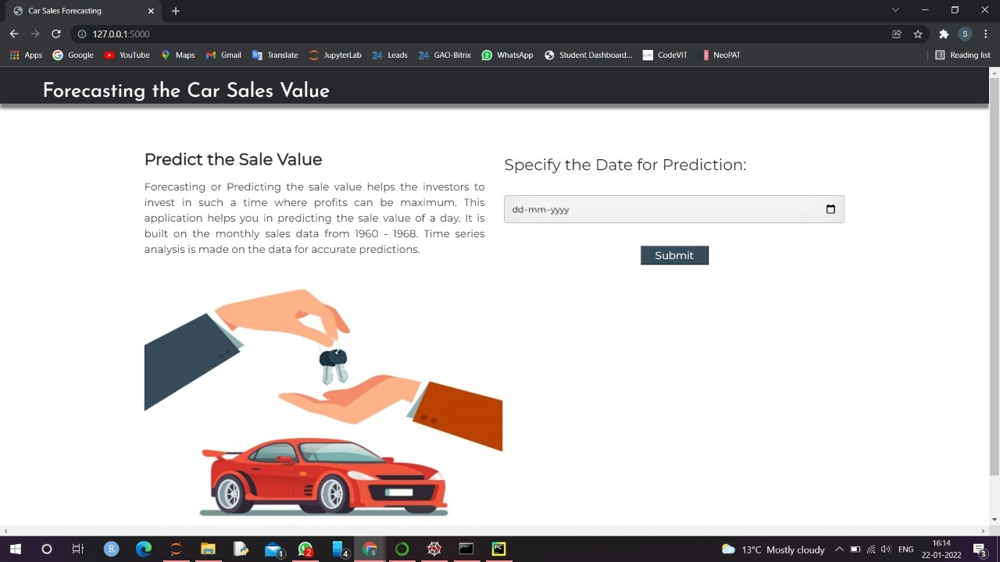 Car Sales Forecasting
127.0.0.1:5000
Apps Google YouTube Maps Gmail Translate JupyterLab 24 Leads 24 GAO-Bitrix WhatsApp Student Dashboard... CodeVIT NeoPAT Reading list
Forecasting the Car Sales Value
Predict the Sale Value
Forecasting or Predicting the sale value helps the investors to
invest in such a time where profits can be maximum. This
application helps you in predicting the sale value of a day. It is
built on the monthly sales data from 1960 - 1968. Time series
analysis is made on the data for accurate predictions.
Specify the Date for Prediction:
dd-mm-yyyy
Submit
13°C Mostly cloudy ENG
16:14
22-01-2022